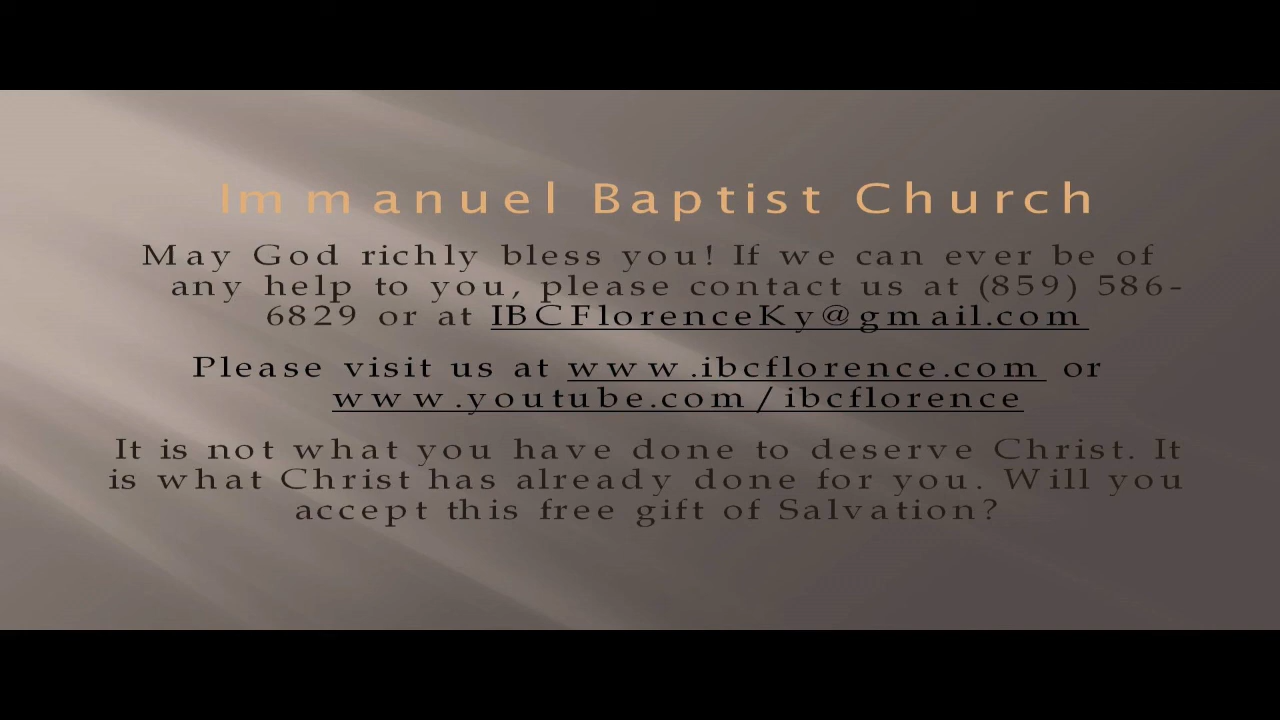 Immanuel Baptist Church
May God richly bless you! If we can ever be of
any help to you, please contact us at (859) 586-
6829 or at IBCFlorenceKy@gmail.com
Please visit us at www.ibcflorence.com or
www.youtube.com/ibcflorence
It is not what you have done to deserve Christ. It
is what Christ has already done for you. Will you
accept this free gift of Salvation?